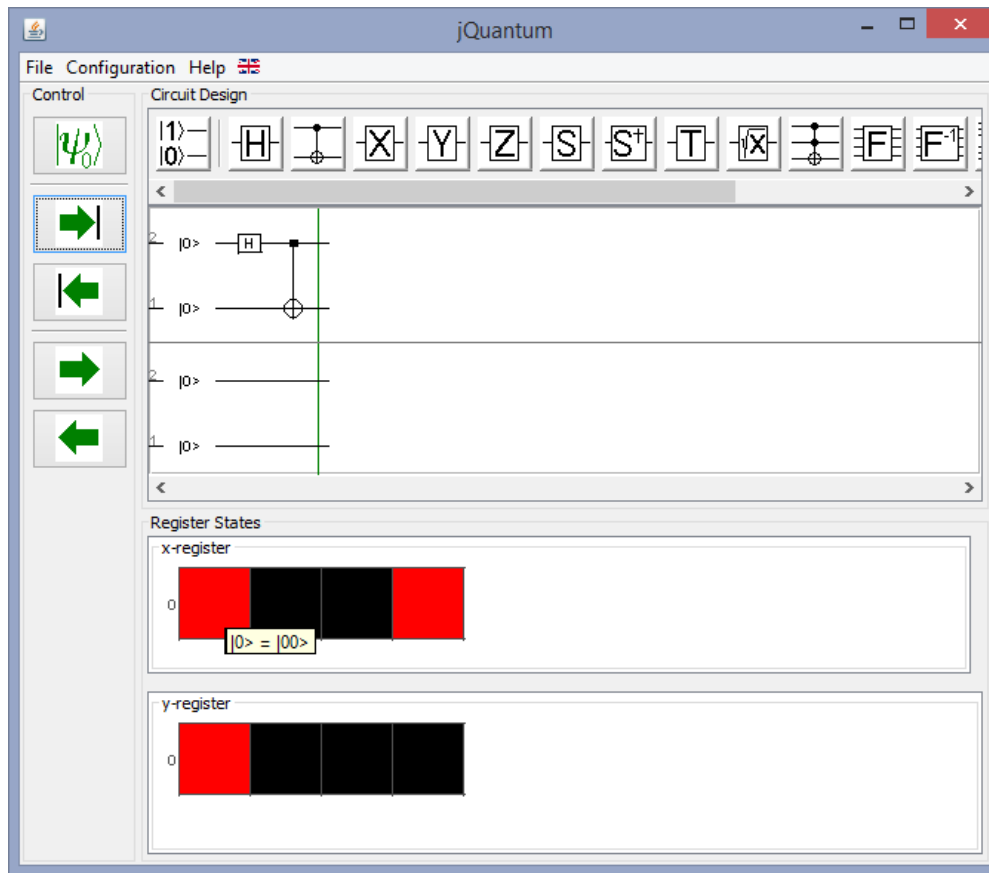 jQuantum
File Configuration Help
Control
Circuit Design
|ψ0⟩
|1⟩
|0⟩
H
X
Y
Z
S
S+
T
√X
F
F-1
2 |0> H
1 |0>
2 |0>
1 |0>
Register States
x-register
0
|0> = |00>
y-register
0